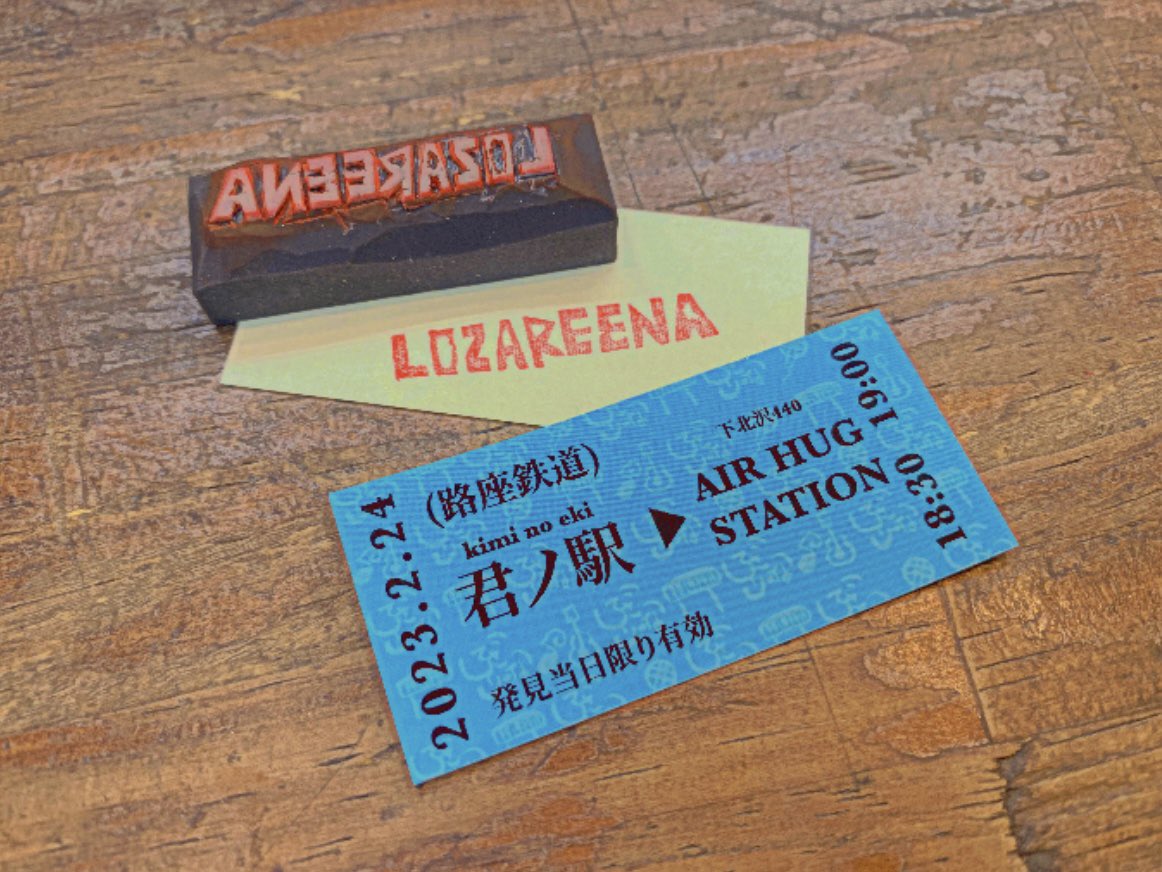 LOZAREENA
LOZAREENA
2023.2.24
(路座鉄道)
kimi no eki
君ノ駅
▶
下北沢440
AIR HUG
STATION
発見当日限り有効
18:30 19:00